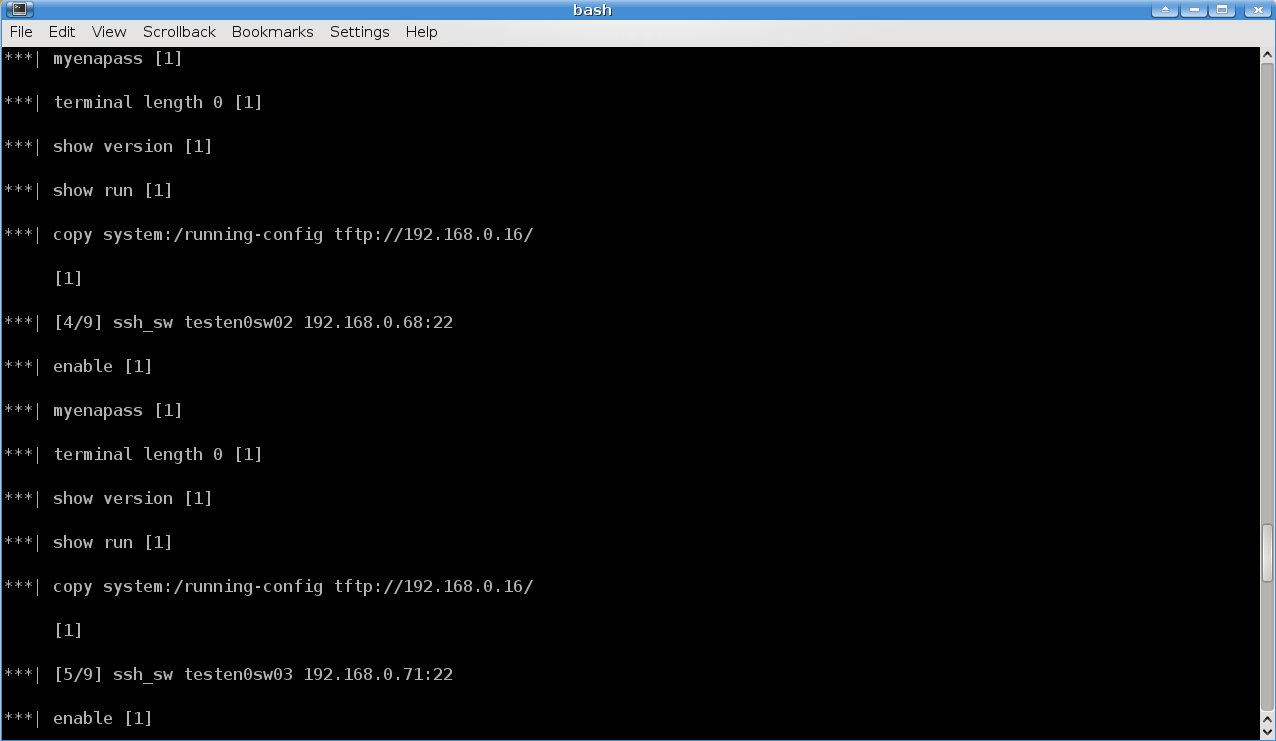 bash
File Edit View Scrollback Bookmarks Settings Help
***| myenapass [1]
***| terminal length 0 [1]
***| show version [1]
***| show run [1]
***| copy system:/running-config tftp://192.168.0.16/
[1]
***| [4/9] ssh_sw testen0sw02 192.168.0.68:22
***| enable [1]
***| myenapass [1]
***| terminal length 0 [1]
***| show version [1]
***| show run [1]
***| copy system:/running-config tftp://192.168.0.16/
[1]
***| [5/9] ssh_sw testen0sw03 192.168.0.71:22
***| enable [1]